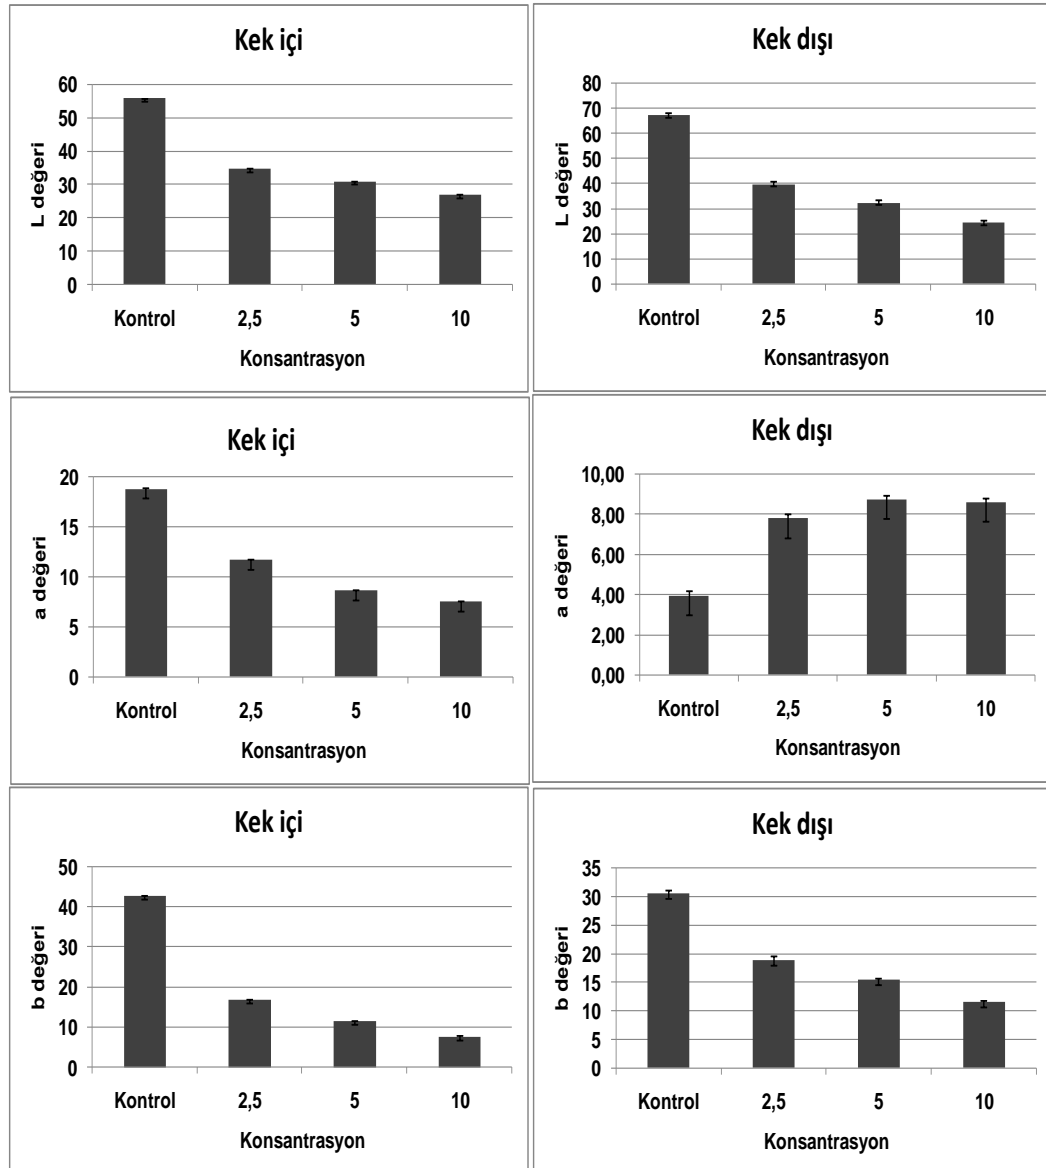 Kek içi
L değeri
60
50
40
30
20
10
0
Kontrol 2,5 5 10
Konsantrasyon
Kek dışı
L değeri
80
70
60
50
40
30
20
10
0
Kontrol 2,5 5 10
Konsantrasyon
Kek içi
a değeri
20
15
10
5
0
Kontrol 2,5 5 10
Konsantrasyon
Kek dışı
a değeri
10,00
8,00
6,00
4,00
2,00
0,00
Kontrol 2,5 5 10
Konsantrasyon
Kek içi
b değeri
50
40
30
20
10
0
Kontrol 2,5 5 10
Konsantrasyon
Kek dışı
b değeri
35
30
25
20
15
10
5
0
Kontrol 2,5 5 10
Konsantrasyon